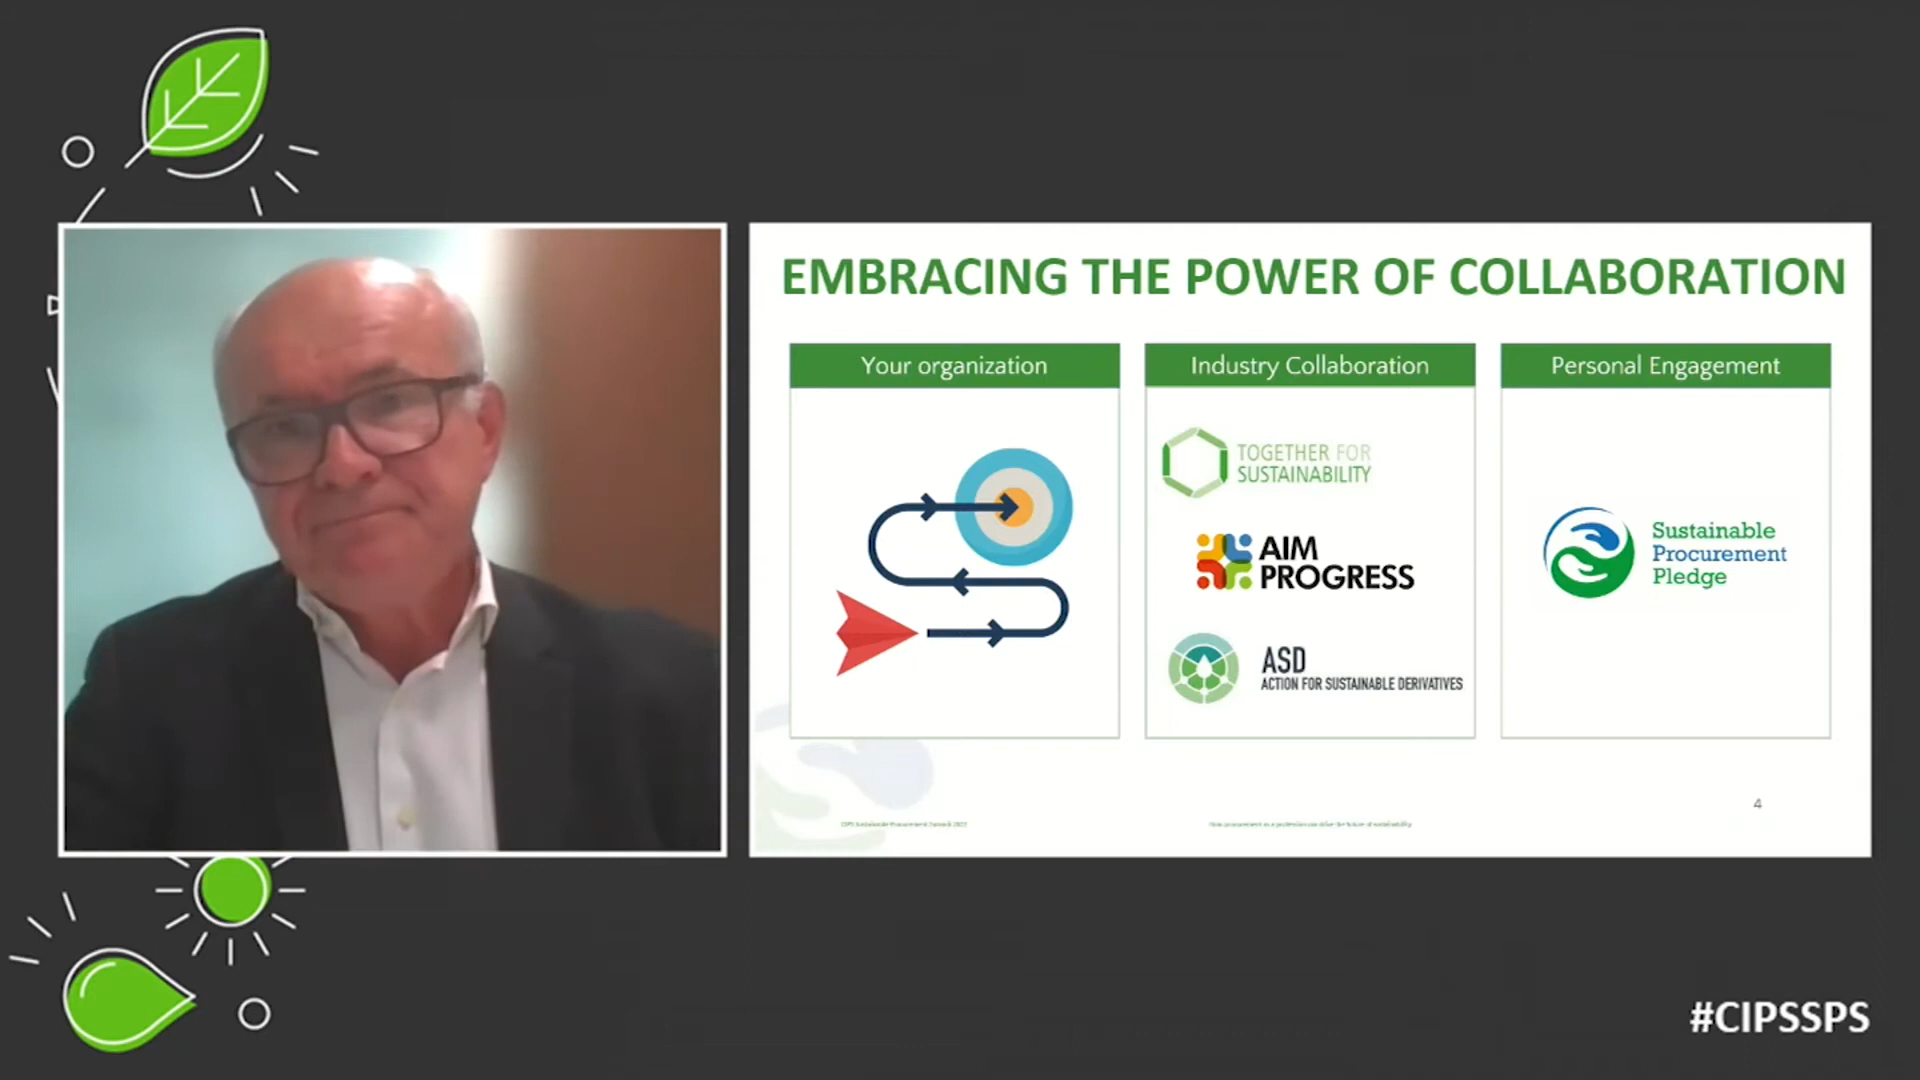 EMBRACING THE POWER OF COLLABORATION
Your organization
Industry Collaboration
Personal Engagement
TOGETHER FOR
SUSTAINABILITY
AIM
PROGRESS
ASD
ACTION FOR SUSTAINABLE DERIVATIVES
Sustainable
Procurement
Pledge
4
#CIPSSPS